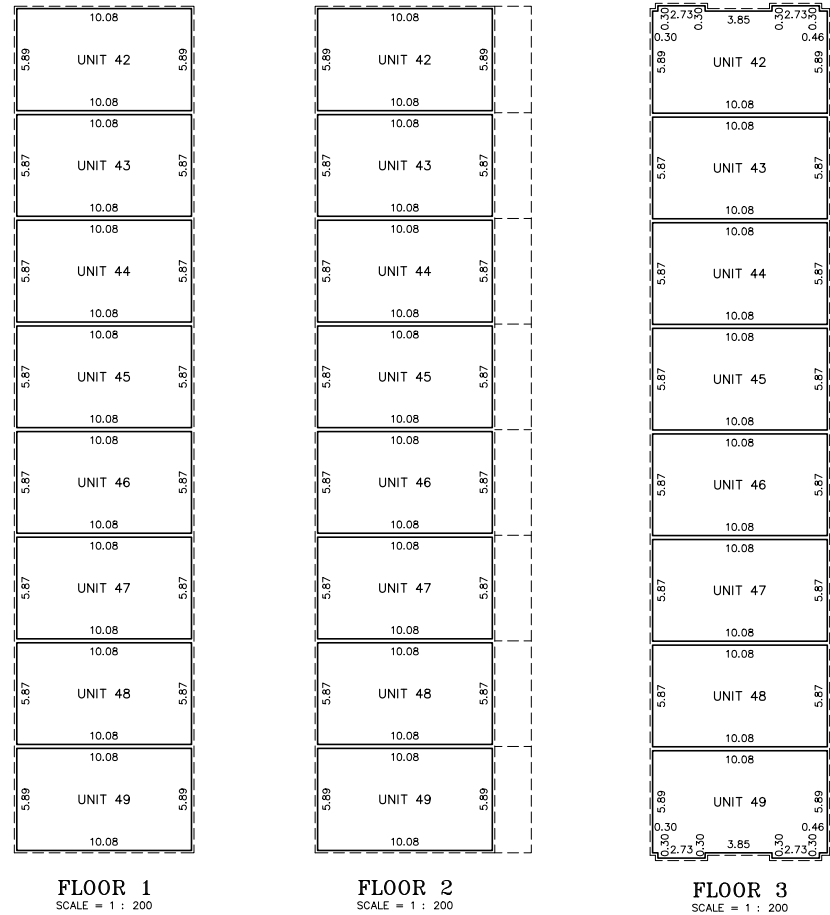 10.08
5.89 UNIT 42 5.89
10.08
10.08
5.87 UNIT 43 5.87
10.08
10.08
5.87 UNIT 44 5.87
10.08
10.08
5.87 UNIT 45 5.87
10.08
10.08
5.87 UNIT 46 5.87
10.08
10.08
5.87 UNIT 47 5.87
10.08
10.08
5.87 UNIT 48 5.87
10.08
10.08
5.89 UNIT 49 5.89
10.08
FLOOR 1
SCALE = 1 : 200
10.08
5.89 UNIT 42 5.89
10.08
10.08
5.87 UNIT 43 5.87
10.08
10.08
5.87 UNIT 44 5.87
10.08
10.08
5.87 UNIT 45 5.87
10.08
10.08
5.87 UNIT 46 5.87
10.08
10.08
5.87 UNIT 47 5.87
10.08
10.08
5.87 UNIT 48 5.87
10.08
10.08
5.89 UNIT 49 5.89
10.08
FLOOR 2
SCALE = 1 : 200
0.30 2.73 0.30 3.85 0.30 2.73 0.30
0.30 0.46
5.89 UNIT 42 5.89
10.08
10.08
5.87 UNIT 43 5.87
10.08
10.08
5.87 UNIT 44 5.87
10.08
10.08
5.87 UNIT 45 5.87
10.08
10.08
5.87 UNIT 46 5.87
10.08
10.08
5.87 UNIT 47 5.87
10.08
10.08
5.87 UNIT 48 5.87
10.08
10.08
5.89 UNIT 49 5.89
0.30 0.46
0.30 2.73 0.30 3.85 0.30 2.73 0.30
FLOOR 3
SCALE = 1 : 200